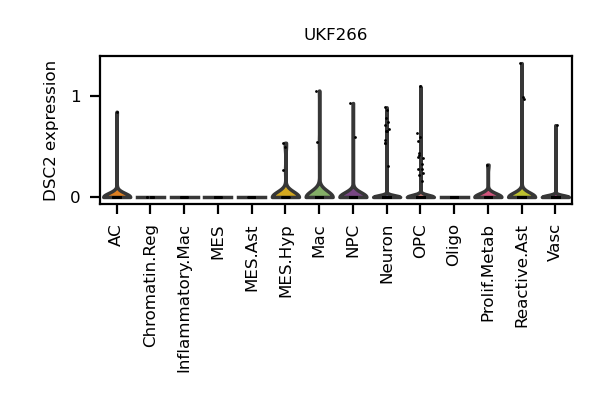 UKF266
DSC2 expression
1
0
AC
Chromatin.Reg
Inflammatory.Mac
MES
MES.Ast
MES.Hyp
Mac
NPC
Neuron
OPC
Oligo
Prolif.Metab
Reactive.Ast
Vasc